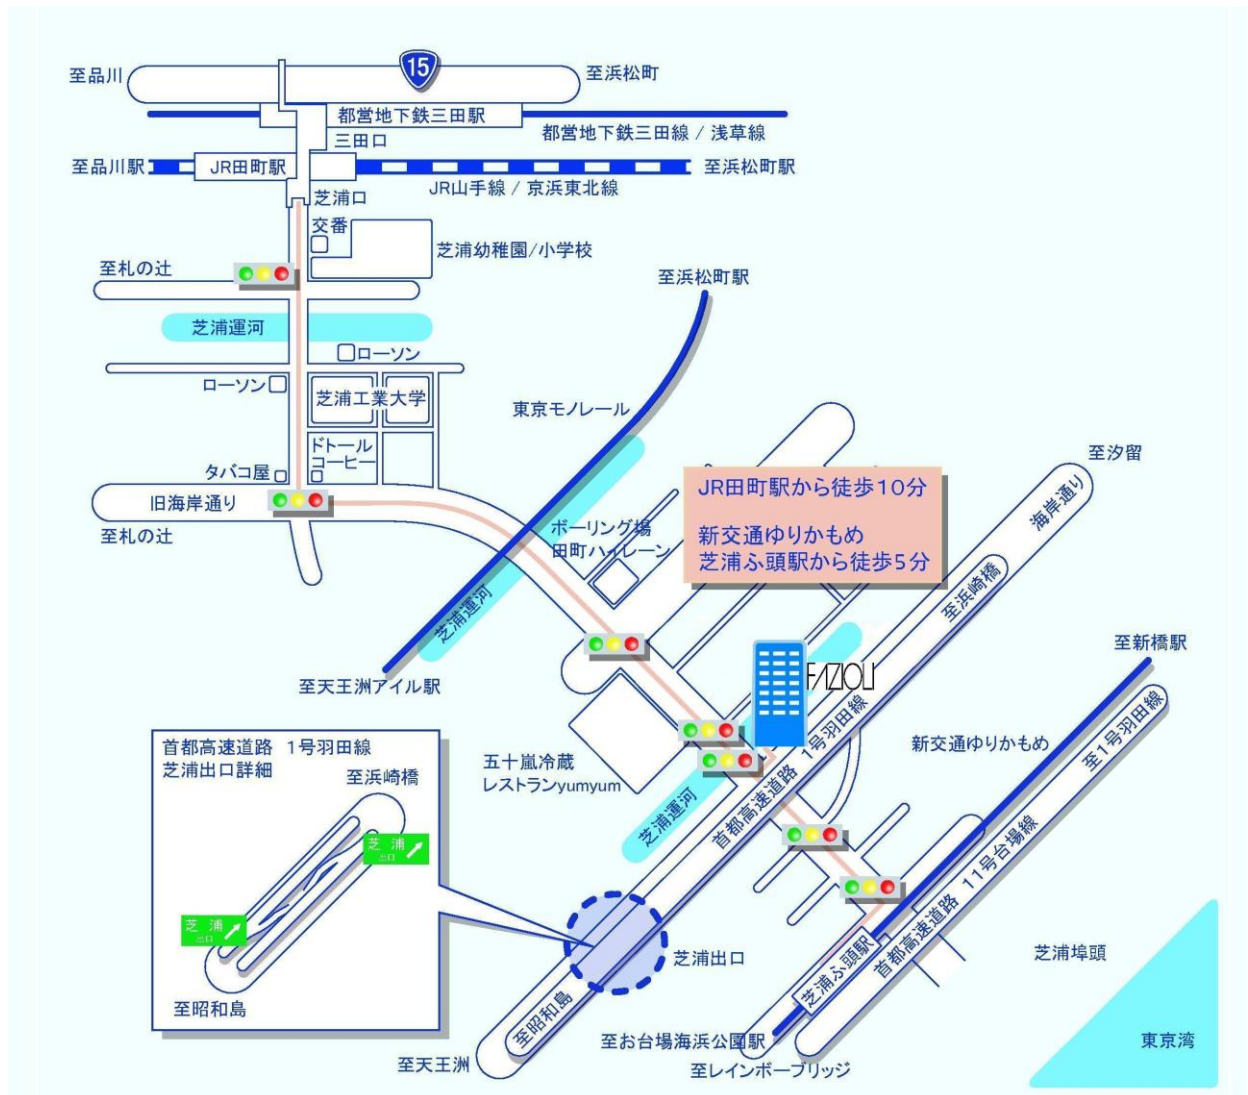 15
至品川
至浜松町
都営地下鉄三田駅
都営地下鉄三田線 / 浅草線
三田口
至品川駅
JR田町駅
至浜松町駅
JR山手線 / 京浜東北線
芝浦口
交番
芝浦幼稚園/小学校
至札の辻
至浜松町駅
芝浦運河
ローソン
ローソン
芝浦工業大学
東京モノレール
ドトール
コーヒー
タバコ屋
旧海岸通り
至札の辻
至汐留
海岸通り
JR田町駅から徒歩10分
新交通ゆりかもめ
芝浦ふ頭駅から徒歩5分
ボーリング場
田町ハイレーン
芝浦運河
至浜崎橋
至新橋駅
至天王洲アイル駅
FAZIOLI
首都高速道路 1号羽田線
新交通ゆりかもめ
至1号羽田線
五十嵐冷蔵
レストランyumyum
芝浦運河
首都高速道路 1号羽田線
芝浦出口詳細
至浜崎橋
芝浦
出口
芝浦
出口
至昭和島
首都高速道路 11号台場線
芝浦出口
芝浦ふ頭駅
芝浦埠頭
至昭和島
至お台場海浜公園駅
至天王洲
至レインボーブリッジ
東京湾